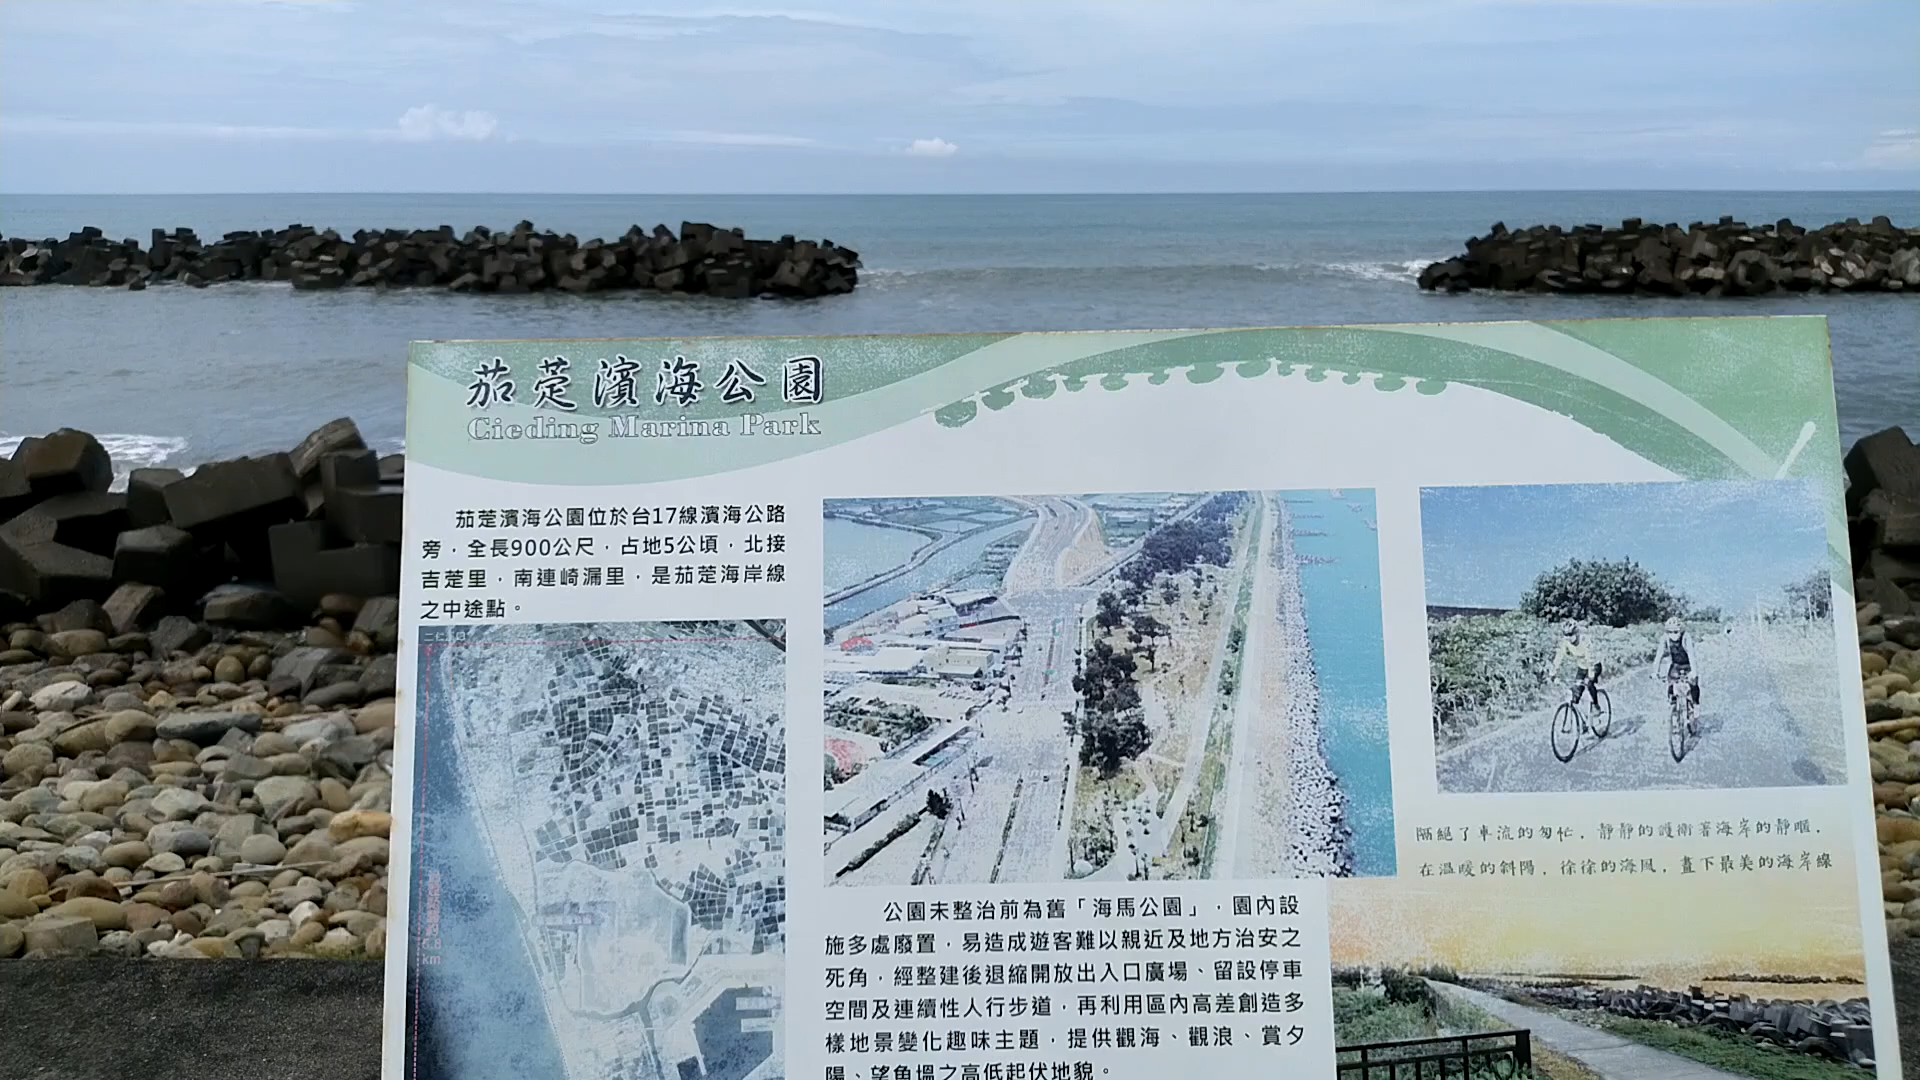 茄萣濱海公園
Cieding Marina Park
茄萣濱海公園位於台17線濱海公路
旁，全長900公尺，占地5公頃，北接
吉萣里，南連崎漏里，是茄萣海岸線
之中途點。
6.8
km
隔絕了車流的匆忙，靜靜的護衛著海岸的靜暱，
在溫暖的斜陽，徐徐的海風，畫下最美的海岸線
公園未整治前為舊「海馬公園」，園內設
施多處廢置，易造成遊客難以親近及地方治安之
死角，經整建後退縮開放出入口廣場、留設停車
空間及連續性人行步道，再利用區內高差創造多
樣地景變化趣味主題，提供觀海、觀浪、賞夕
陽、望魚塭之高低起伏地貌。